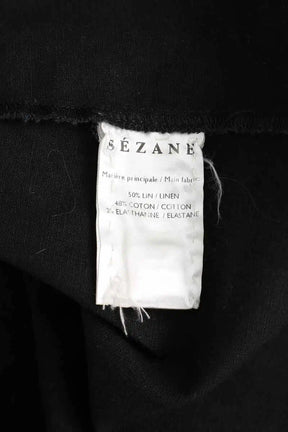 SÉZANE
Matière principale / Main fabric
50% LIN / LINEN
48% COTON / COTTON
2% ELASTHANNE / ELASTANE